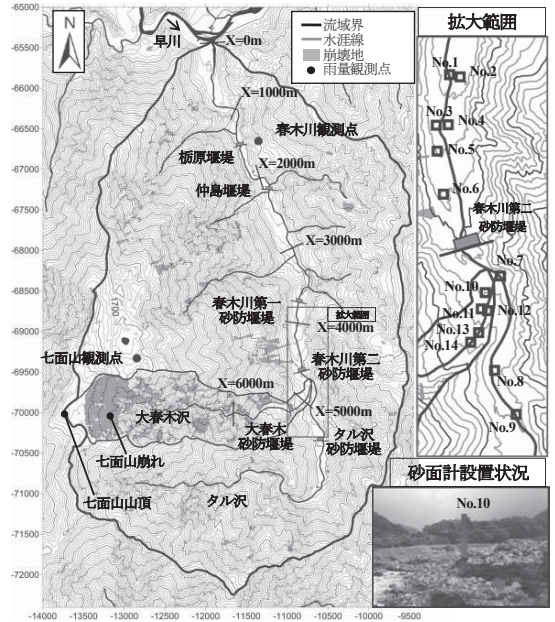 -65000
-65500
-66000
-66500
-67000
-67500
-68000
-68500
-69000
-69500
-70000
-70500
-71000
-71500
-72000
-14000
-13500
-13000
-12500
-12000
-11500
-11000
-10500
-10000
-9500
N
早川
X=0m
流域界
水涯線
崩壊地
雨量観測点
X=1000m
春木川観測点
栃原堰堤
X=2000m
仲島堰堤
X=3000m
1700
春木川第一
砂防堰堤
拡大範囲
X=4000m
七面山観測点
春木川第二
砂防堰堤
X=6000m
X=5000m
大春木沢
大春木
砂防堰堤
タル沢
砂防堰堤
七面山崩れ
七面山山頂
タル沢
拡大範囲
No.1
No.2
No.3
No.4
No.5
No.6
春木川第二
砂防堰堤
No.7
No.10
No.11
No.12
No.13
No.14
No.8
No.9
砂面計設置状況
No.10